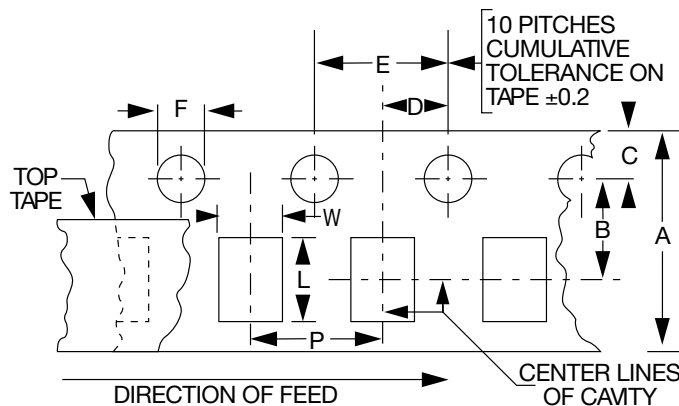 10 PITCHES
CUMULATIVE
TOLERANCE ON
TAPE ±0.2
E
D
F
C
TOP
TAPE
W
B
A
L
P
CENTER LINES
OF CAVITY
DIRECTION OF FEED